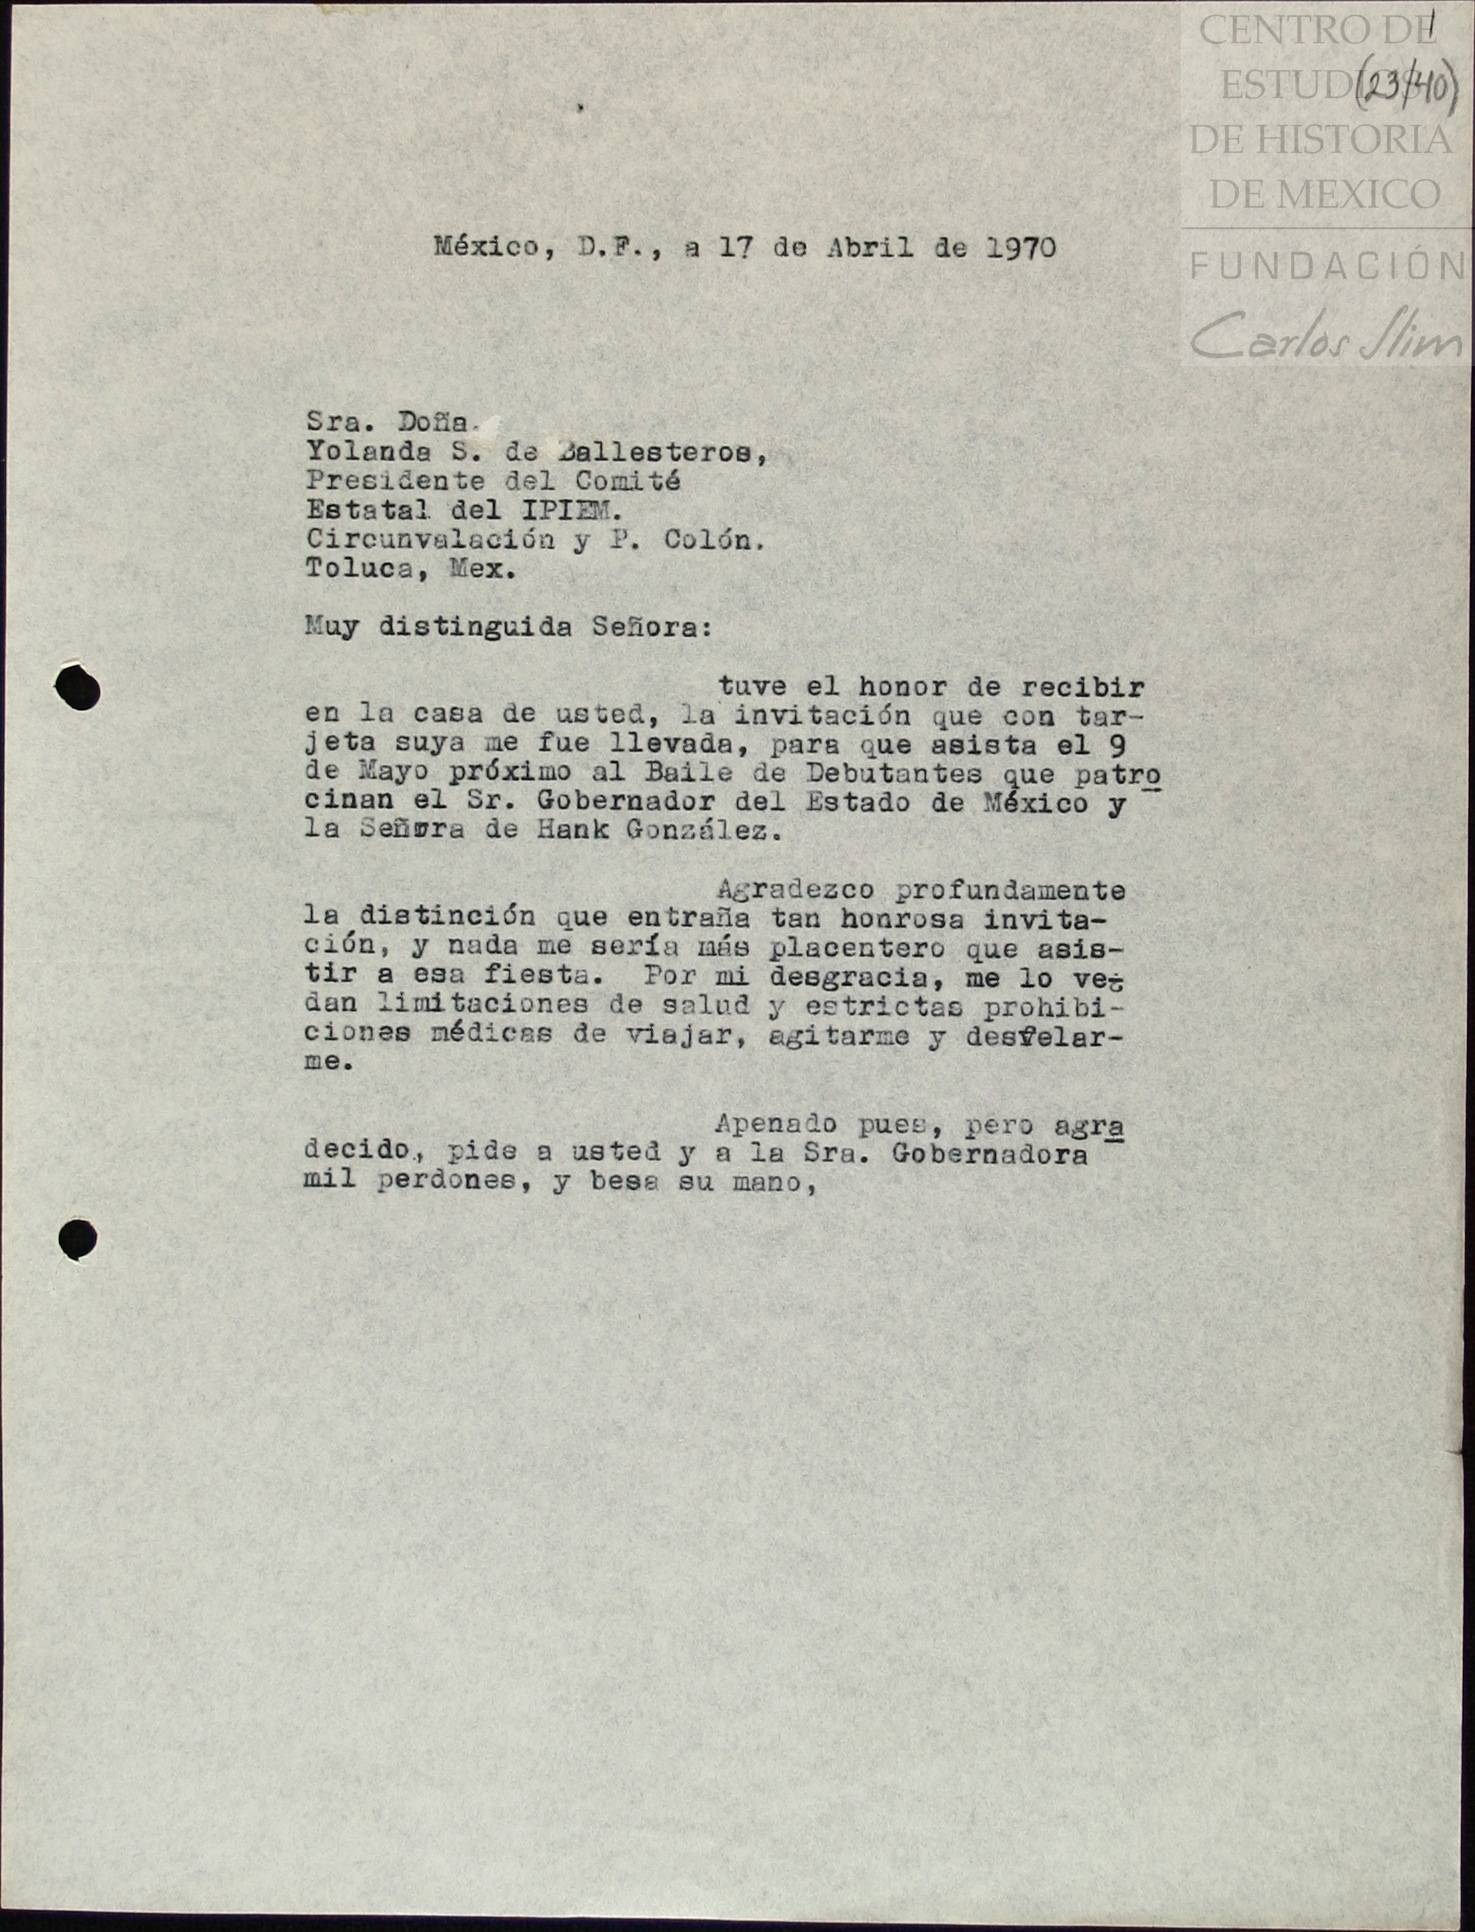 CENTRO DE
ESTUD
DE HISTORIA
DE MEXICO
FUNDACIÓN
Carlos Slim
1
(23/40)
México, D.F., a 17 de Abril de 1970
Sra. Doña.
Yolanda S. de Ballesteros,
Presidente del Comité
Estatal del IPIEM.
Circunvalación y P. Colón.
Toluca, Mex.
Muy distinguida Señora:
tuve el honor de recibir
en la casa de usted, la invitación que con tar-
jeta suya me fue llevada, para que asista el 9
de Mayo próximo al Baile de Debutantes que patro
cinan el Sr. Gobernador del Estado de México y
la Señora de Hank González.
Agradezco profundamente
la distinción que entraña tan honrosa invita-
ción, y nada me sería más placentero que asis-
tir a esa fiesta. Por mi desgracia, me lo ve-
dan limitaciones de salud y estrictas prohibi-
ciones médicas de viajar, agitarme y desvelar-
me.
Apenado pues, pero agra
decido, pide a usted y a la Sra. Gobernadora
mil perdones, y besa su mano,